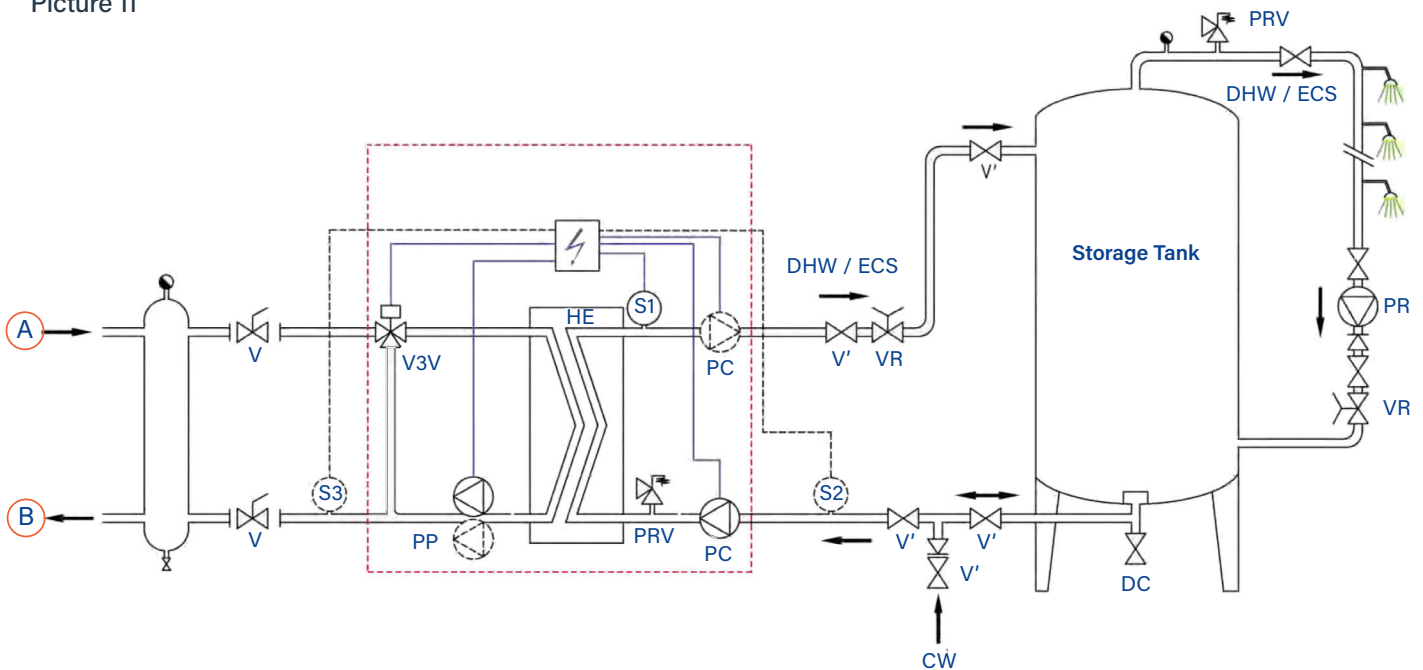 Picture 11
PRV
DHW / ECS
V'
Storage Tank
DHW / ECS
S1
HE
A
V
V3V
PC
V'
VR
PR
VR
S3
S2
B
V
PP
PRV
PC
V'
V'
V'
DC
CW